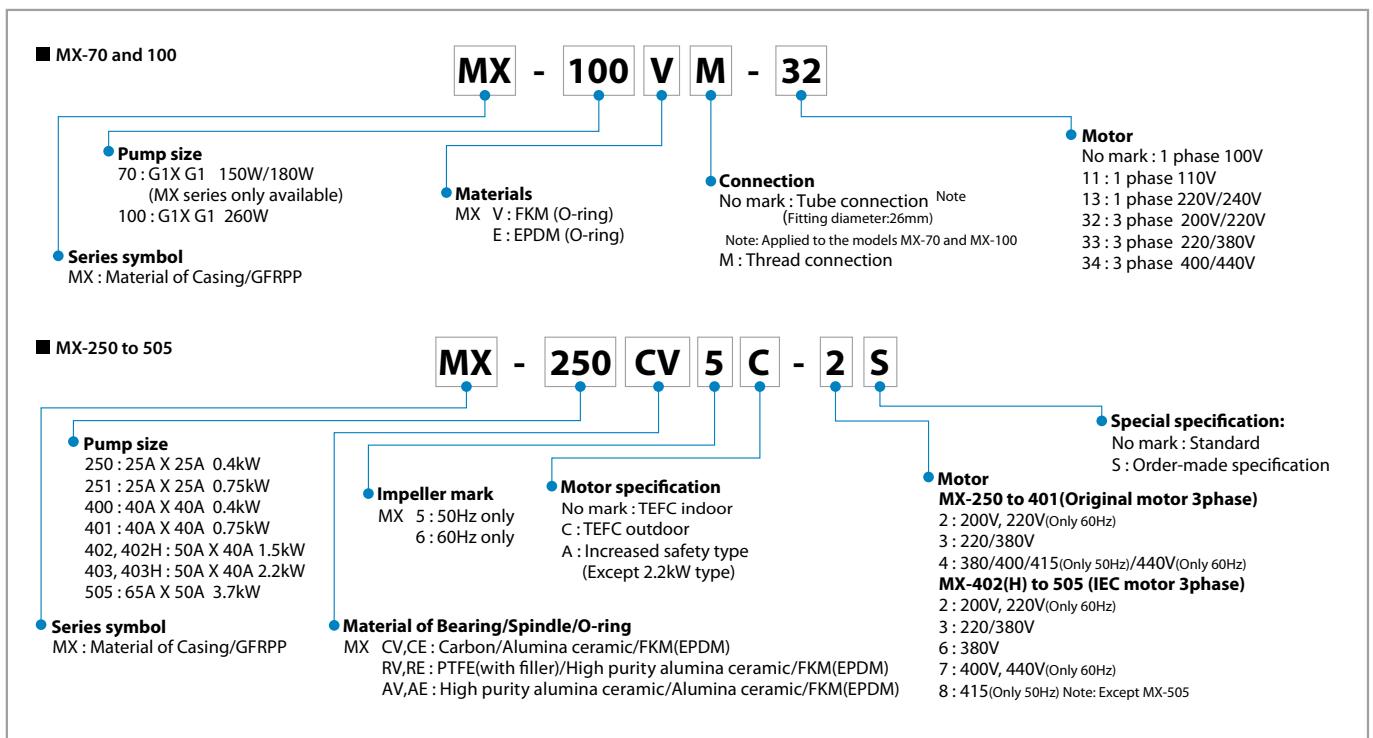 ■ MX-70 and 100
MX - 100 V M - 32
Pump size
70 : G1X G1 150W/180W
(MX series only available)
100 : G1X G1 260W
Series symbol
MX : Material of Casing/GFRPP
Materials
MX V : FKM (O-ring)
E : EPDM (O-ring)
Connection
No mark : Tube connection Note
(Fitting diameter:26mm)
Note: Applied to the models MX-70 and MX-100
M : Thread connection
Motor
No mark : 1 phase 100V
11 : 1 phase 110V
13 : 1 phase 220V/240V
32 : 3 phase 200V/220V
33 : 3 phase 220/380V
34 : 3 phase 400/440V
■ MX-250 to 505
MX - 250 CV 5 C - 2 S
Pump size
250 : 25A X 25A 0.4kW
251 : 25A X 25A 0.75kW
400 : 40A X 40A 0.4kW
401 : 40A X 40A 0.75kW
402, 402H : 50A X 40A 1.5kW
403, 403H : 50A X 40A 2.2kW
505 : 65A X 50A 3.7kW
Series symbol
MX : Material of Casing/GFRPP
Impeller mark
MX 5 : 50Hz only
6 : 60Hz only
Material of Bearing/Spindle/O-ring
MX CV,CE : Carbon/Alumina ceramic/FKM(EPDM)
RV,RE : PTFE(with filler)/High purity alumina ceramic/FKM(EPDM)
AV,AE : High purity alumina ceramic/Alumina ceramic/FKM(EPDM)
Motor specification
No mark : TEFC indoor
C : TEFC outdoor
A : Increased safety type
(Except 2.2kW type)
Motor
MX-250 to 401(Original motor 3phase)
2 : 200V, 220V(Only 60Hz)
3 : 220/380V
4 : 380/400/415(Only 50Hz)/440V(Only 60Hz)
MX-402(H) to 505 (IEC motor 3phase)
2 : 200V, 220V(Only 60Hz)
3 : 220/380V
6 : 380V
7 : 400V, 440V(Only 60Hz)
8 : 415(Only 50Hz) Note: Except MX-505
Special specification:
No mark : Standard
S : Order-made specification